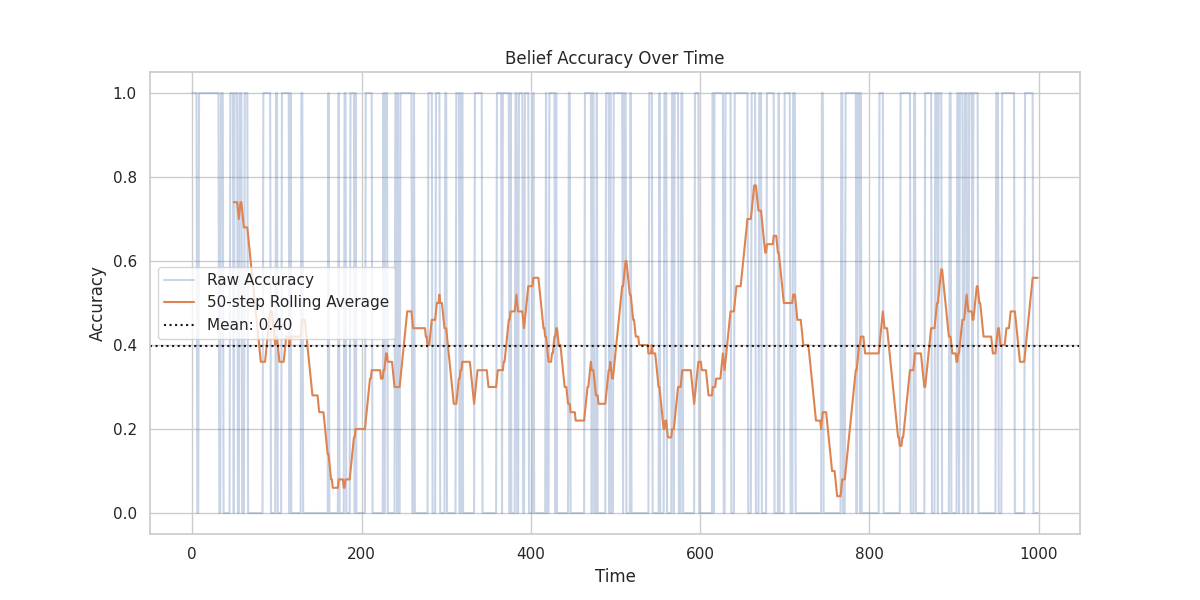 Belief Accuracy Over Time
1.0
0.8
0.6
0.4
0.2
0.0
Accuracy
Raw Accuracy
50-step Rolling Average
Mean: 0.40
0
200
400
600
800
1000
Time